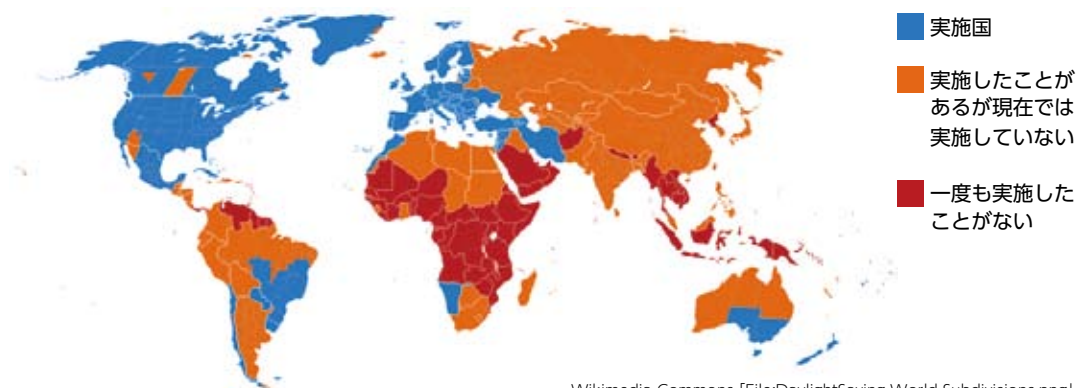 実施国
実施したことが
あるが現在では
実施していない
一度も実施した
ことがない
Wikimedia Commons [File:DaylightSaving-World-Subdivisions.png]